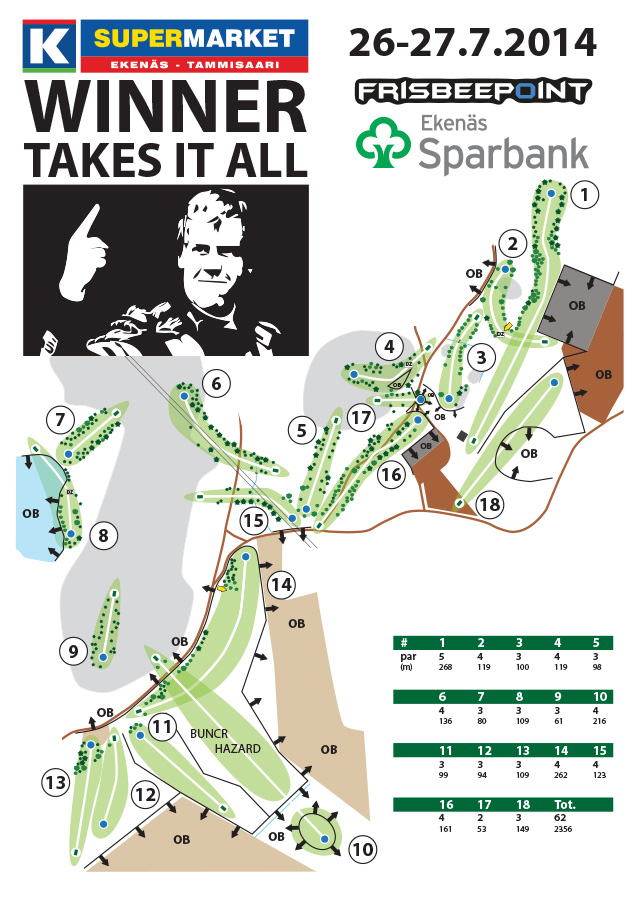 K SUPERMARKET
EKENÄS - TAMMISAARI
26-27.7.2014
WINNER
TAKES IT ALL
FRISBEEPOINT
Ekenäs
Sparbank
1
2
OB
OB
DZ
4
3
DZ
OB
OB
6
17
OB
OB
7
5
16
OB
OB
18
DZ
OB
15
8
14
OB
9
OB
OB
11
BUNCR
HAZARD
OB
13
12
OB
OB
10
# 1 2 3 4 5
par 5 4 3 4 3
(m) 268 119 100 119 98
6 7 8 9 10
4 3 3 3 4
136 80 109 61 216
11 12 13 14 15
3 3 3 4 4
99 94 109 262 123
16 17 18 Tot.
4 2 3 62
161 53 149 2356